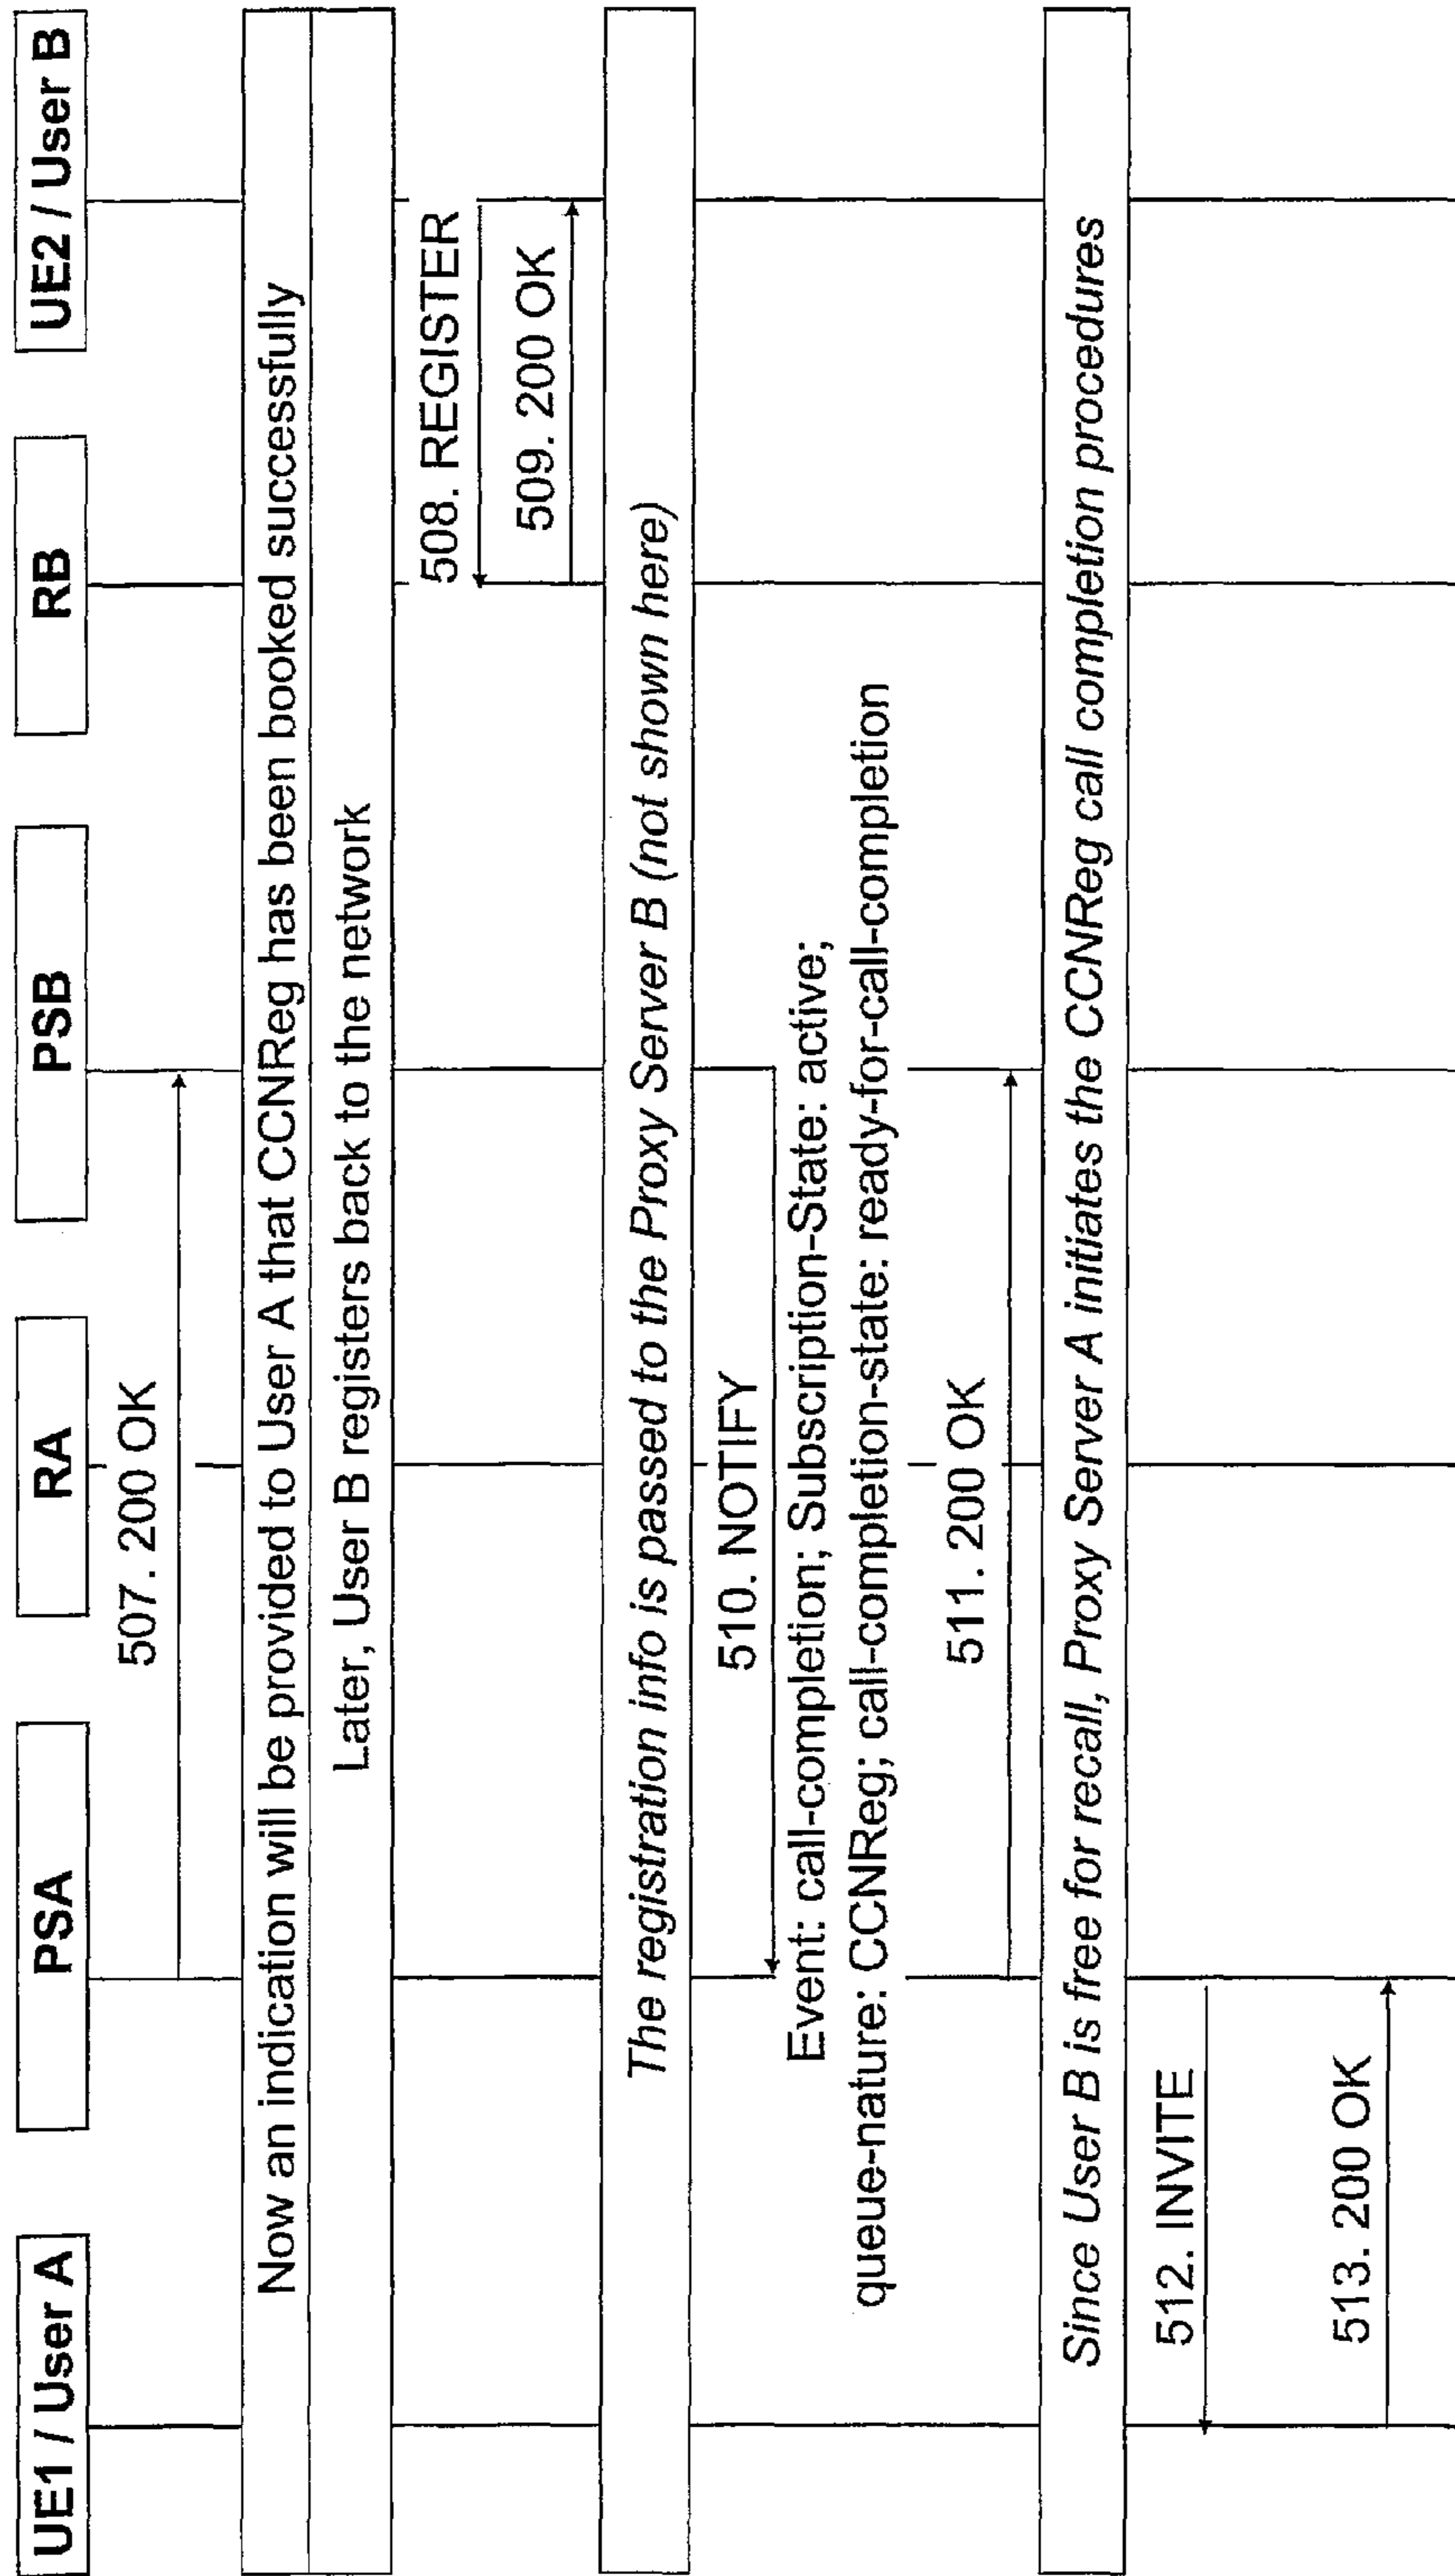 UE1 / User A
PSA
RA
PSB
RB
UE2 / User B
507. 200 OK
Now an indication will be provided to User A that CCNReg has been booked successfully
Later, User B registers back to the network
508. REGISTER
509. 200 OK
The registration info is passed to the Proxy Server B (not shown here)
510. NOTIFY
Event: call-completion; Subscription-State: active;
queue-nature: CCNReg; call-completion-state: ready-for-call-completion
511. 200 OK
Since User B is free for recall, Proxy Server A initiates the CCNReg call completion procedures
512. INVITE
513. 200 OK